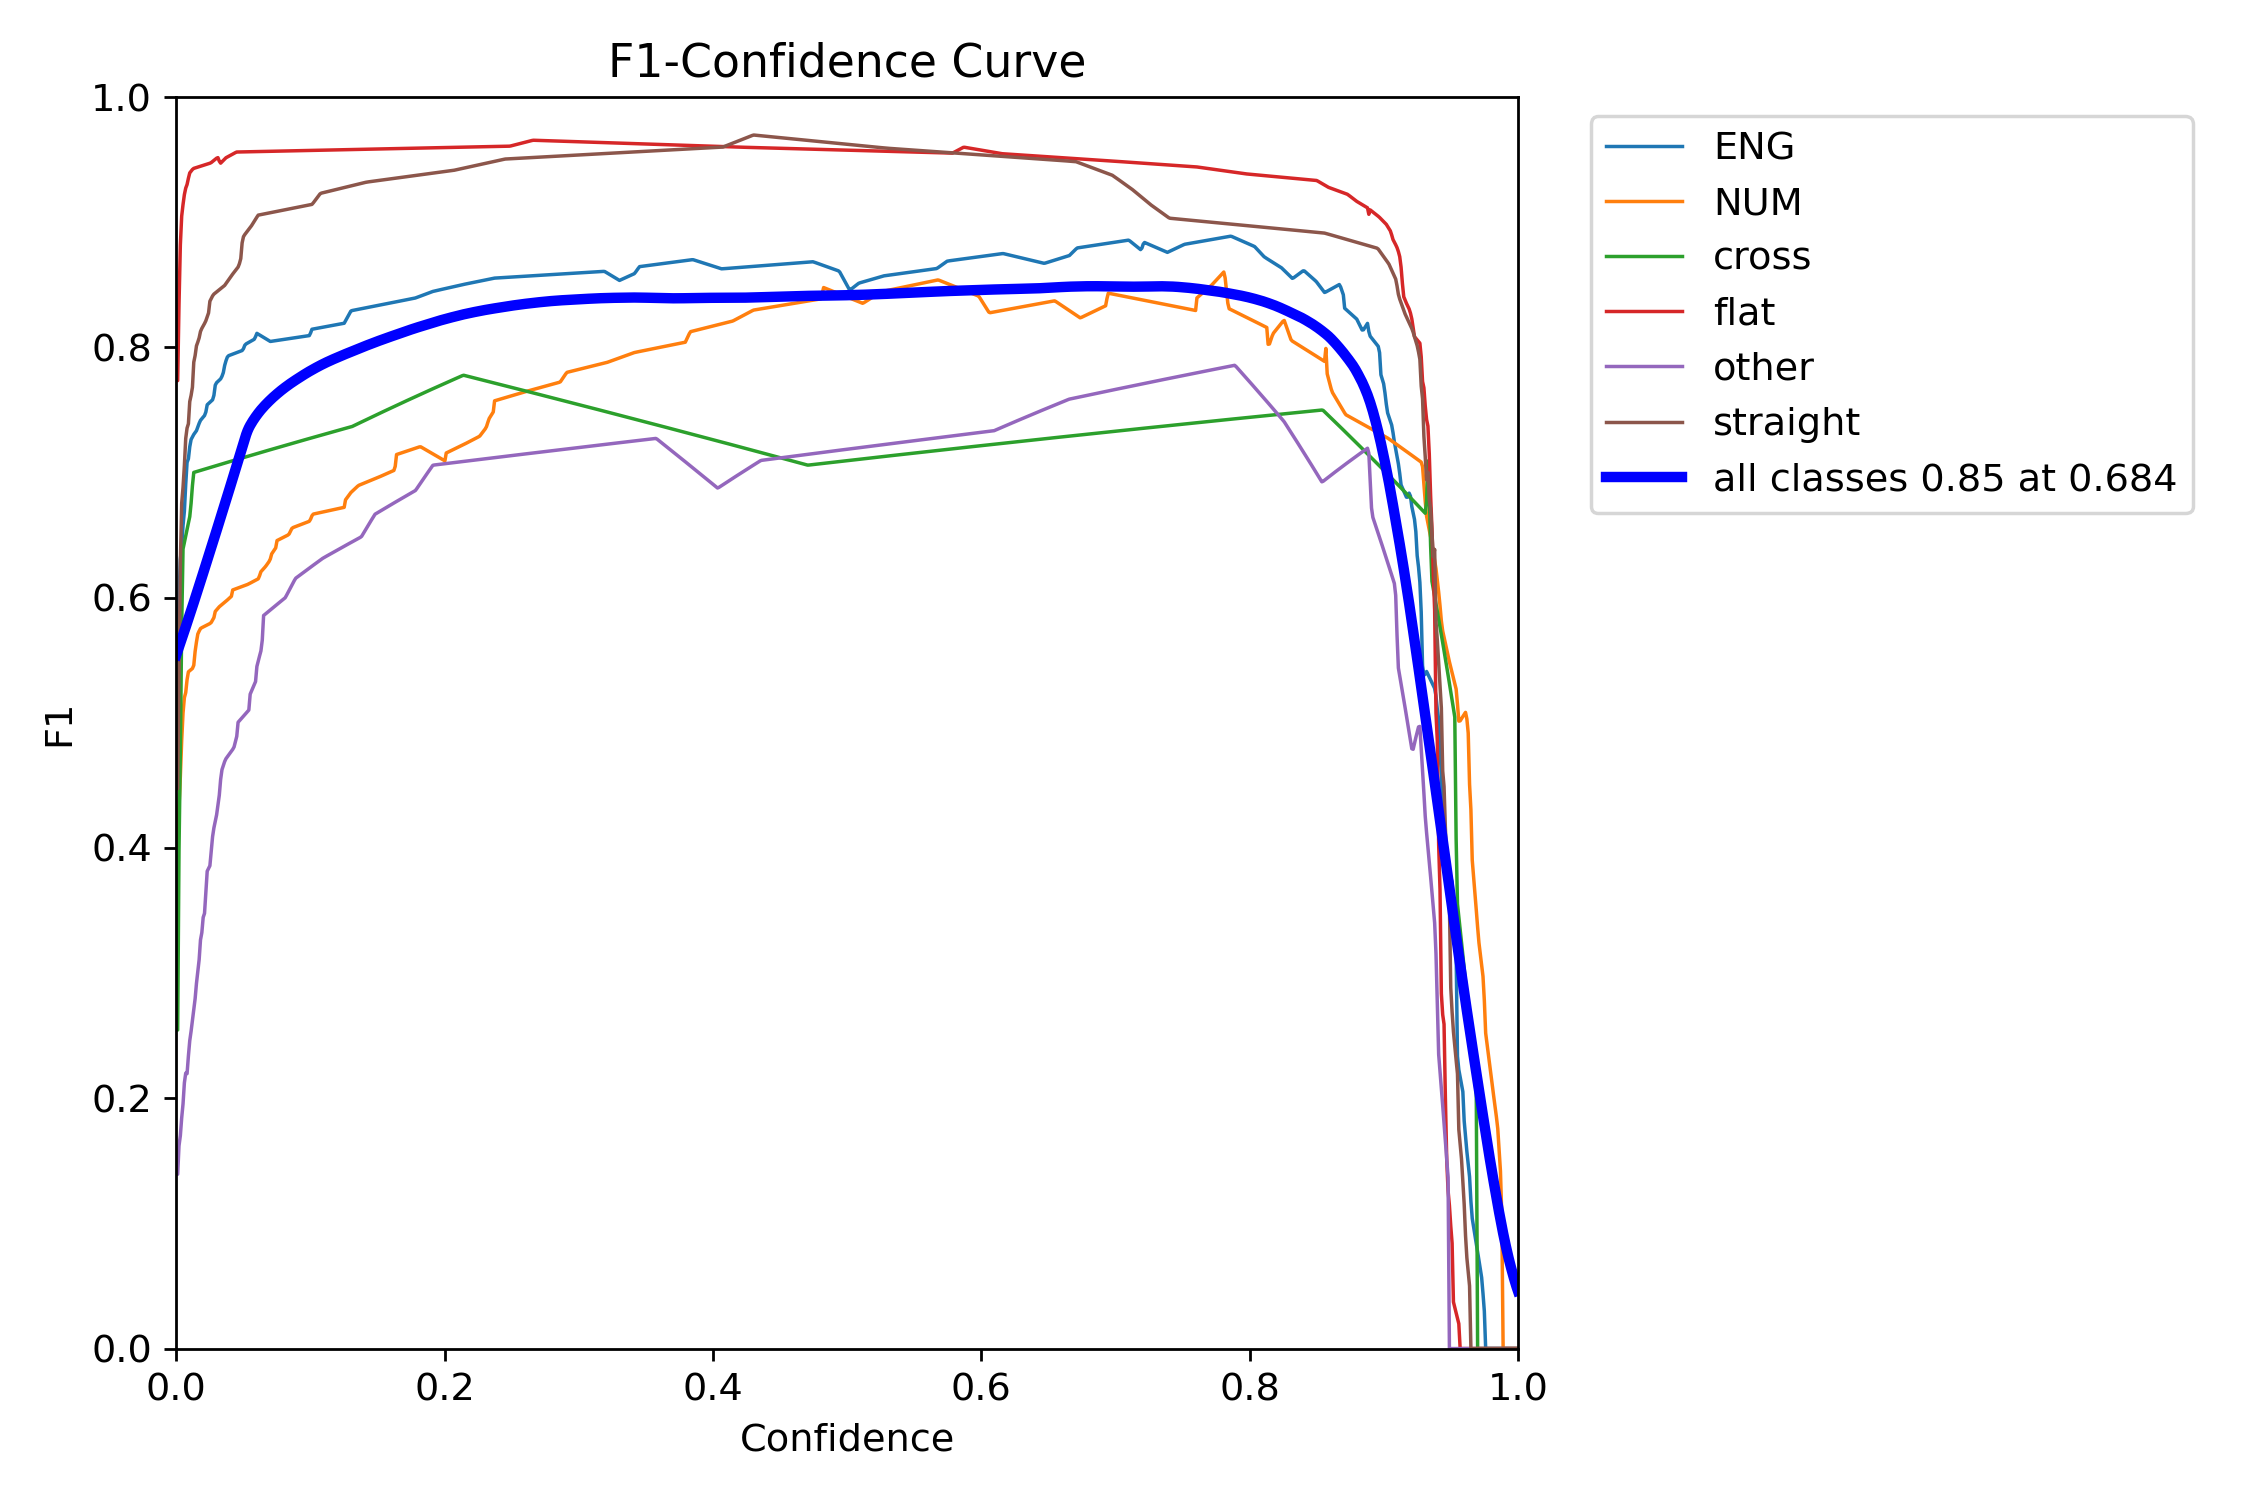 F1-Confidence Curve
1.0
0.8
0.6
0.4
0.2
0.0
F1
0.0 0.2 0.4 0.6 0.8 1.0
Confidence
ENG
NUM
cross
flat
other
straight
all classes 0.85 at 0.684